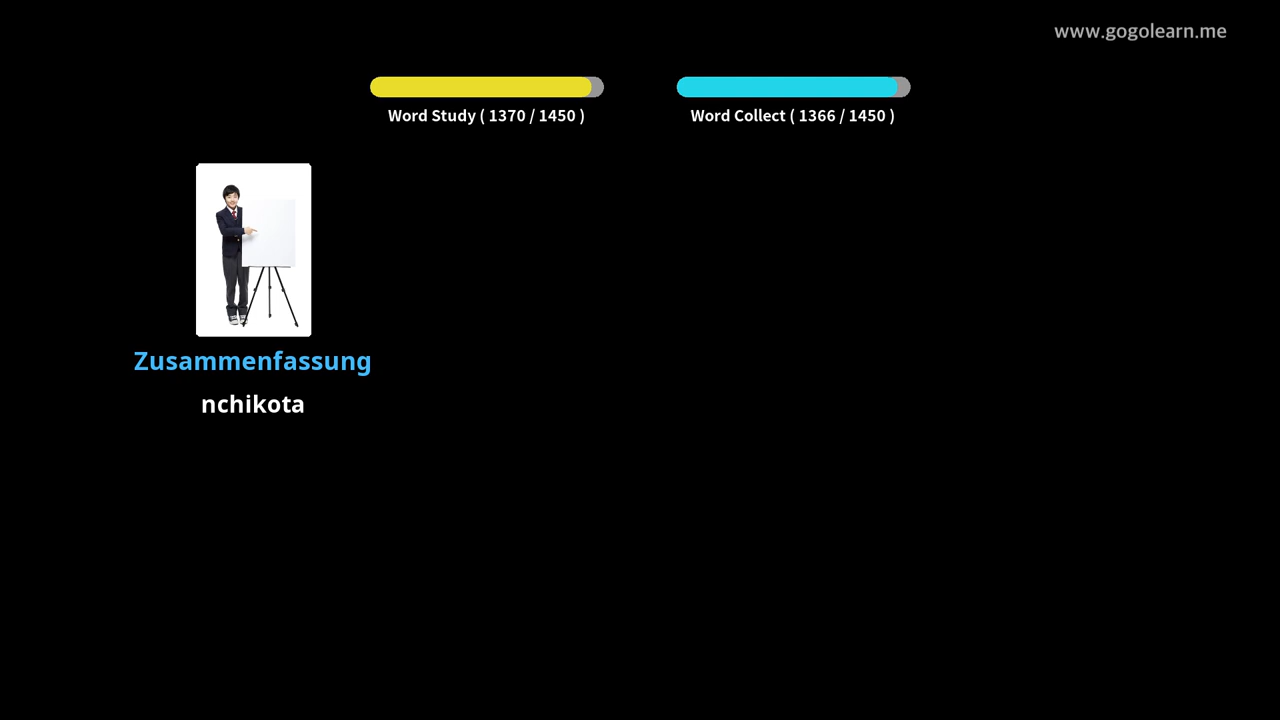 www.gogolearn.me
Word Study ( 1370 / 1450 )
Word Collect ( 1366 / 1450 )
Zusammenfassung
nchikota